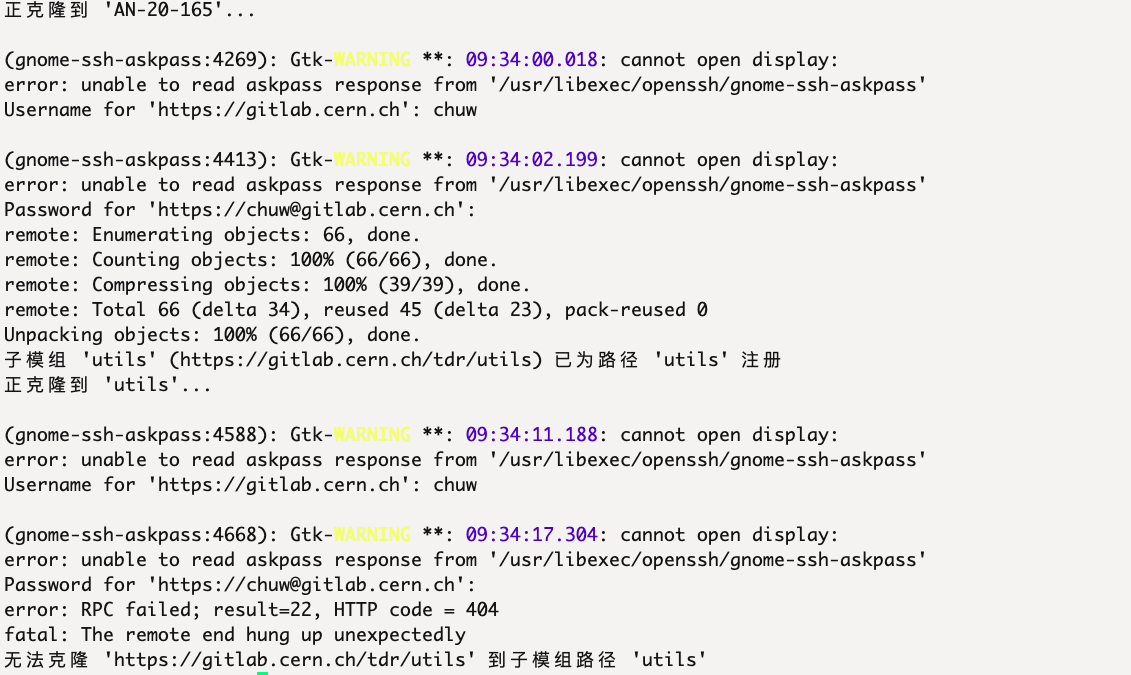 正克隆到 'AN-20-165'...
(gnome-ssh-askpass:4269): Gtk-WARNING **: 09:34:00.018: cannot open display:
error: unable to read askpass response from '/usr/libexec/openssh/gnome-ssh-askpass'
Username for 'https://gitlab.cern.ch': chuw
(gnome-ssh-askpass:4413): Gtk-WARNING **: 09:34:02.199: cannot open display:
error: unable to read askpass response from '/usr/libexec/openssh/gnome-ssh-askpass'
Password for 'https://chuw@gitlab.cern.ch':
remote: Enumerating objects: 66, done.
remote: Counting objects: 100% (66/66), done.
remote: Compressing objects: 100% (39/39), done.
remote: Total 66 (delta 34), reused 45 (delta 23), pack-reused 0
Unpacking objects: 100% (66/66), done.
子模组 'utils' (https://gitlab.cern.ch/tdr/utils) 已为路径 'utils' 注册
正克隆到 'utils'...
(gnome-ssh-askpass:4588): Gtk-WARNING **: 09:34:11.188: cannot open display:
error: unable to read askpass response from '/usr/libexec/openssh/gnome-ssh-askpass'
Username for 'https://gitlab.cern.ch': chuw
(gnome-ssh-askpass:4668): Gtk-WARNING **: 09:34:17.304: cannot open display:
error: unable to read askpass response from '/usr/libexec/openssh/gnome-ssh-askpass'
Password for 'https://chuw@gitlab.cern.ch':
error: RPC failed; result=22, HTTP code = 404
fatal: The remote end hung up unexpectedly
无法克隆 'https://gitlab.cern.ch/tdr/utils' 到子模组路径 'utils'